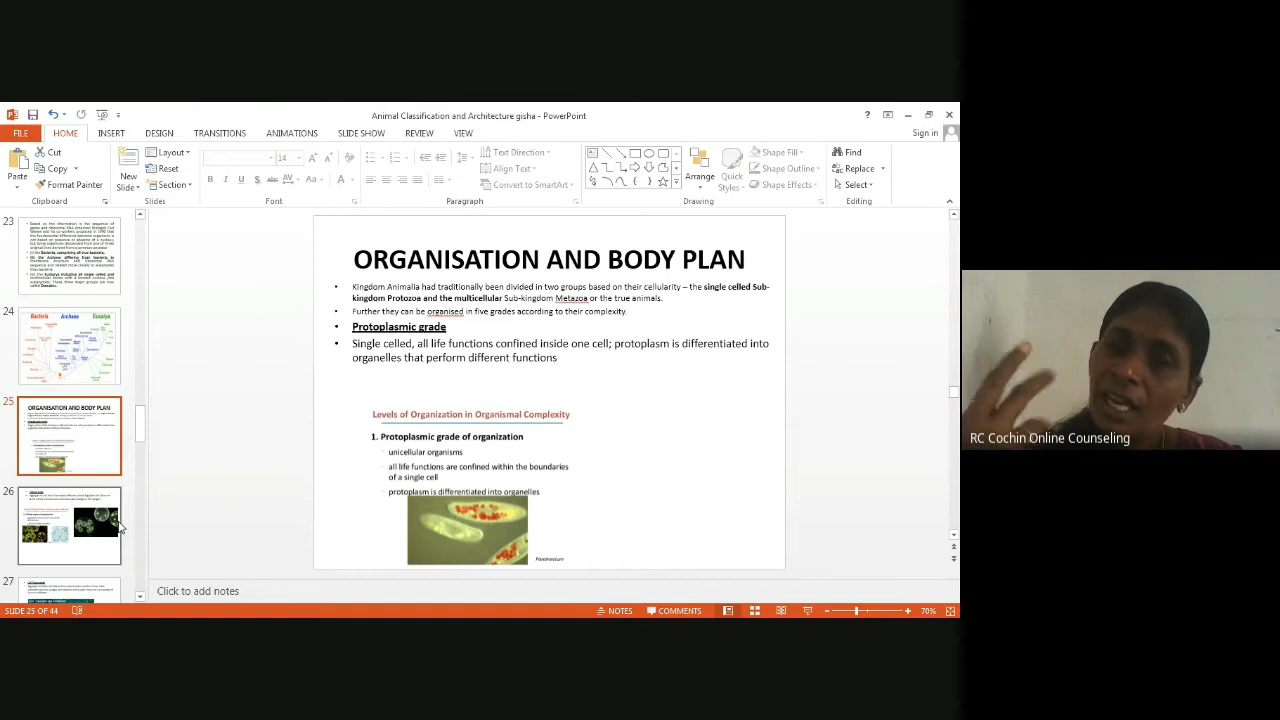 Animal Classification and Architecture gisha - PowerPoint
FILE HOME INSERT DESIGN TRANSITIONS ANIMATIONS SLIDE SHOW REVIEW VIEW Sign in
Paste
Cut
Copy
Format Painter
Clipboard
New Slide
Layout
Reset
Section
Slides
14
Font
Text Direction
Align Text
Convert to SmartArt
Paragraph
Arrange
Quick Styles
Shape Fill
Shape Outline
Shape Effects
Drawing
Find
Replace
Select
Editing
23
24
Bacteria Archaea Eucarya
25
ORGANISATION AND BODY PLAN
26
27
ORGANISATION AND BODY PLAN
• Kingdom Animalia had traditionally been divided in two groups based on their cellularity – the single celled Sub-
kingdom Protozoa and the multicellular Sub-kingdom Metazoa or the true animals.
• Further they can be organised in five grades according to their complexity.
• Protoplasmic grade
• Single celled, all life functions confined inside one cell; protoplasm is differentiated into
organelles that perform different functions
Levels of Organization in Organismal Complexity
1. Protoplasmic grade of organization
unicellular organisms
all life functions are confined within the boundaries
of a single cell
protoplasm is differentiated into organelles
Paramecium
Click to add notes
SLIDE 25 OF 44 NOTES COMMENTS 70%
RC Cochin Online Counseling